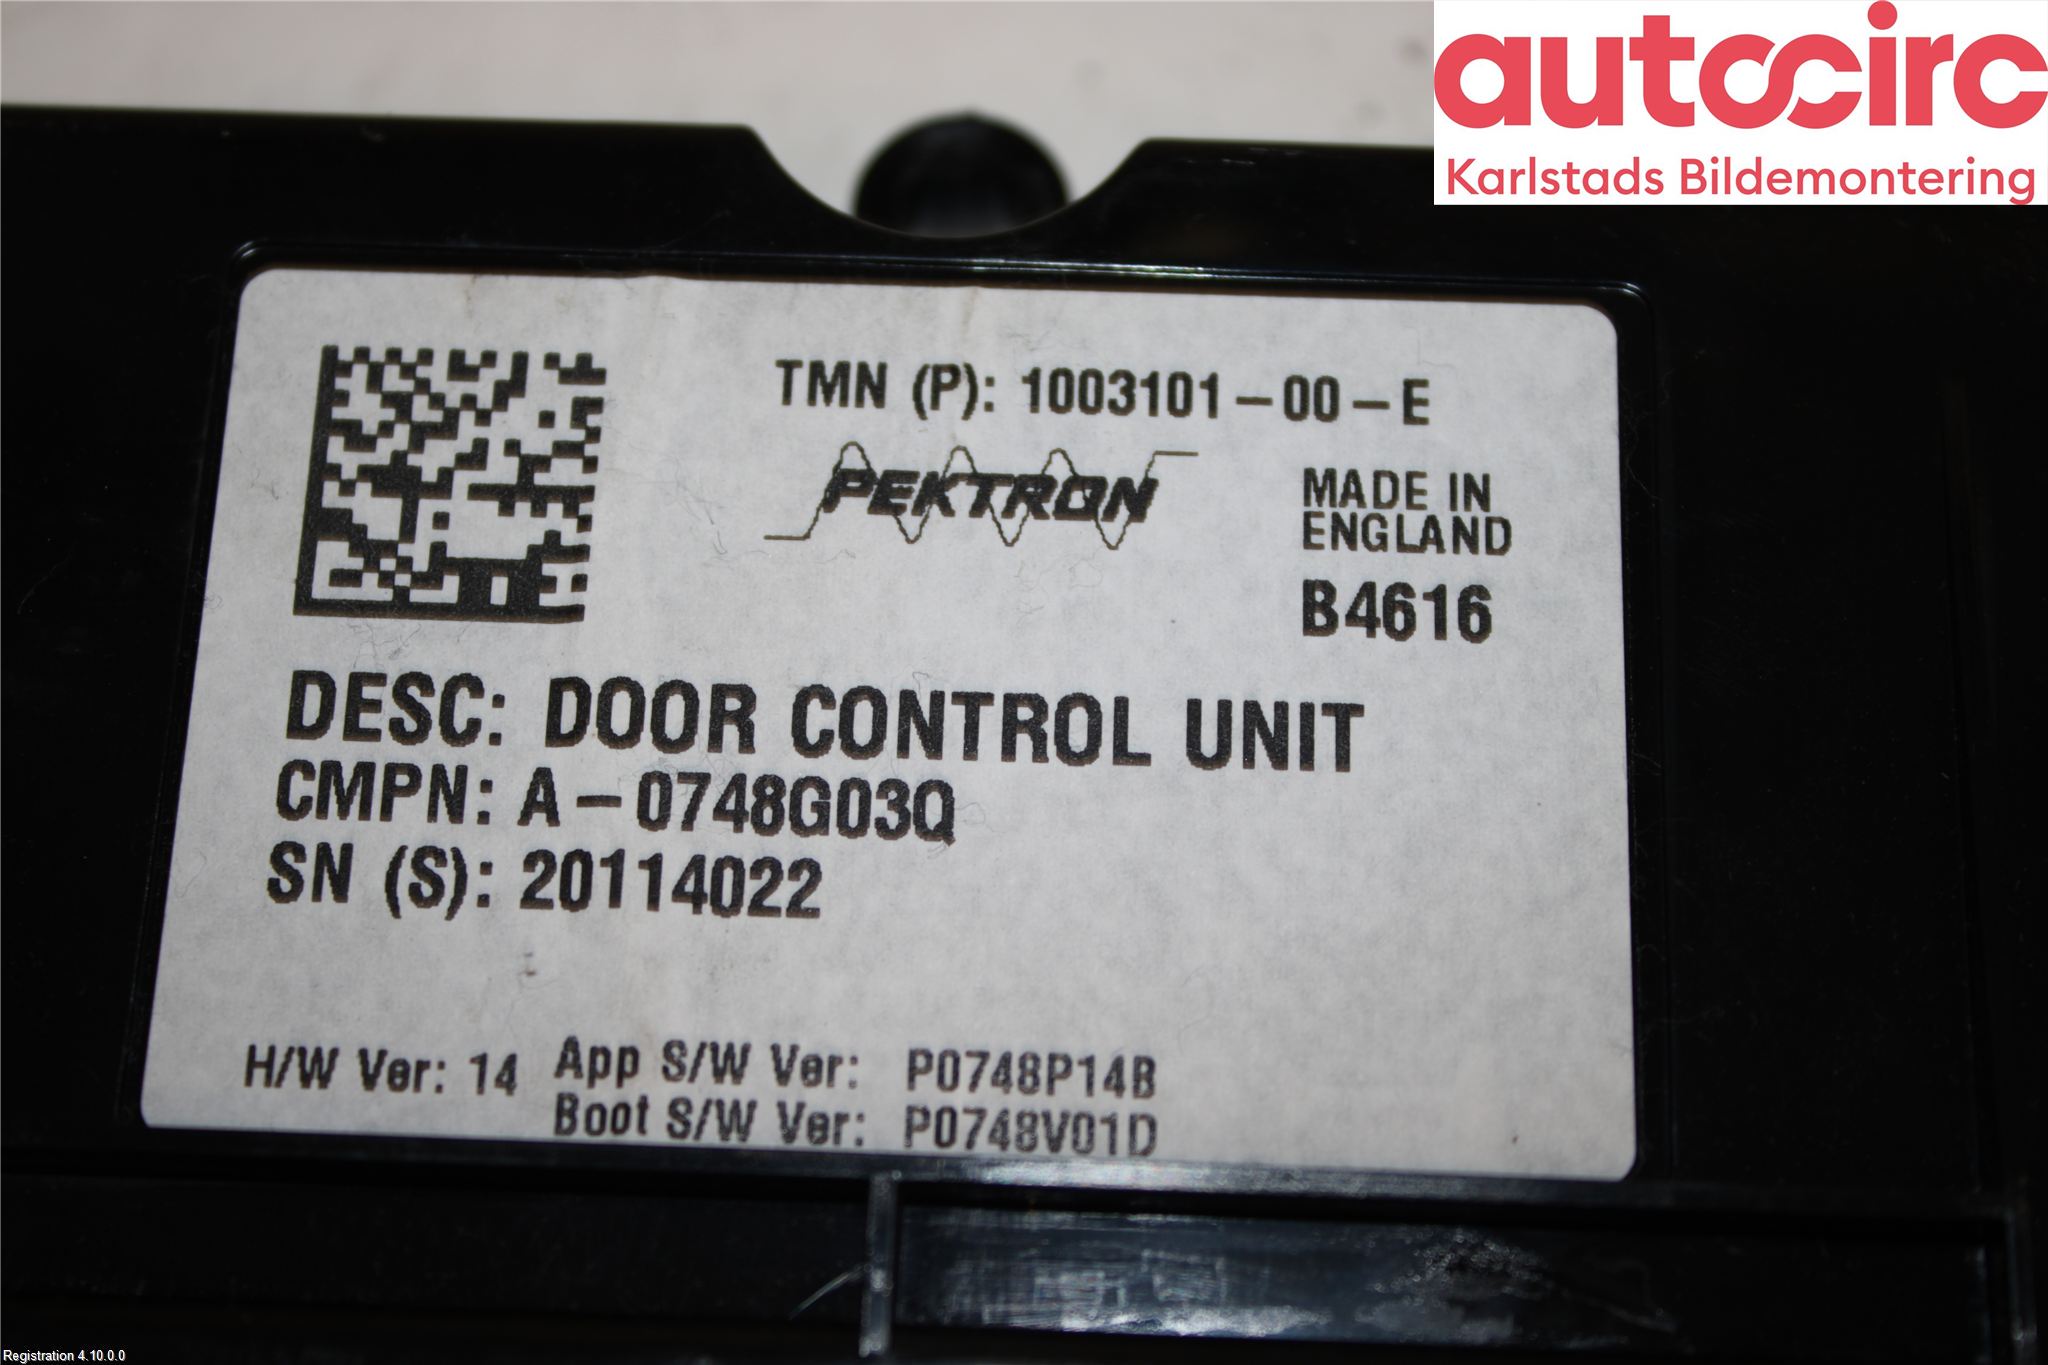 autocirc
Karlstads Bildemontering
TMN (P): 1003101-00-E
PEKTRON
MADE IN
ENGLAND
B4616
DESC: DOOR CONTROL UNIT
CMPN: A-0748G03Q
SN (S): 20114022
H/W Ver: 14 App S/W Ver: P0748P14B
Boot S/W Ver: P0748V01D
Registration 4.10.0.0